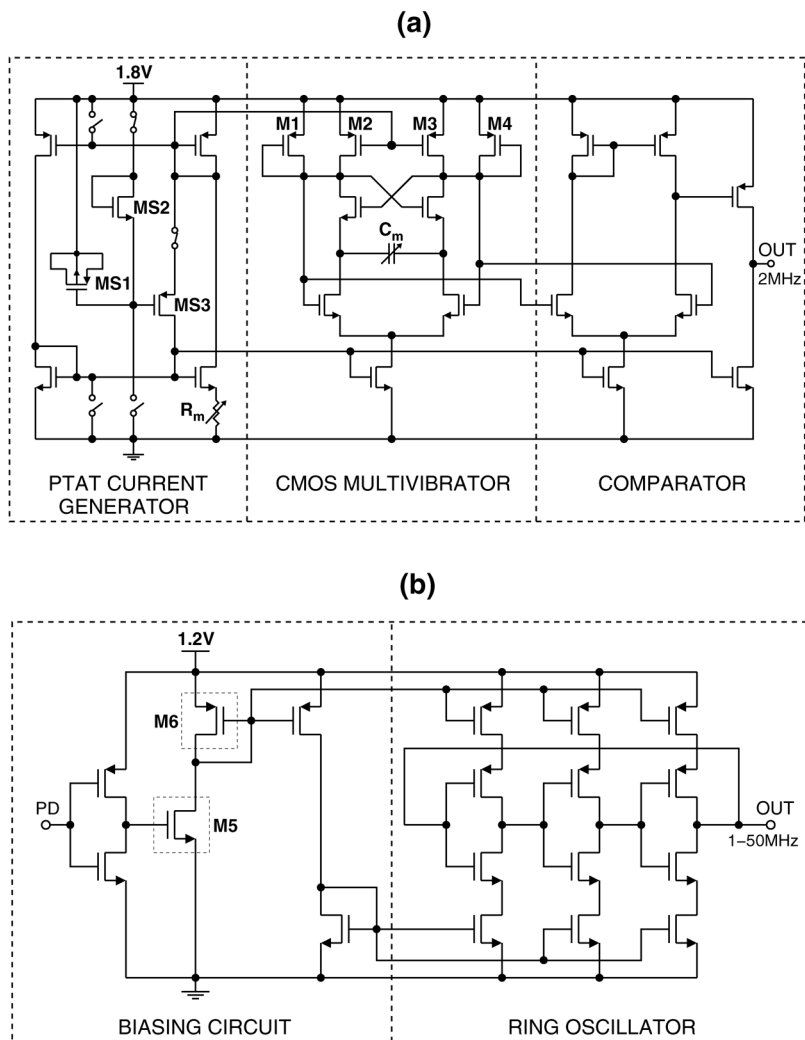 (a)
1.8V
M1
M2
M3
M4
MS2
Cm
OUT
2MHz
MS1
MS3
Rm
PTAT CURRENT
GENERATOR
CMOS MULTIVIBRATOR
COMPARATOR
(b)
1.2V
M6
PD
M5
OUT
1–50MHz
BIASING CIRCUIT
RING OSCILLATOR